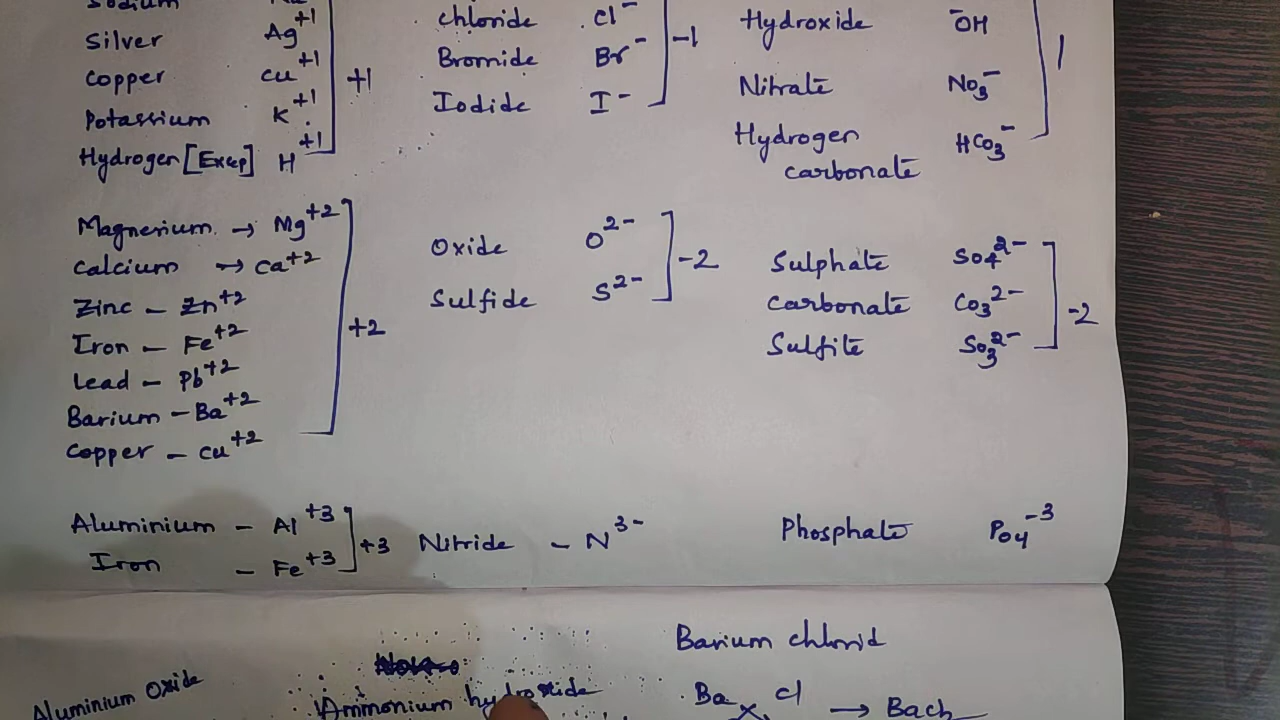 Sodium Na
Silver Ag+1
Copper Cu+1
Potassium K+1
Hydrogen [Excep] H+1
+1
Chloride Cl-
Bromide Br-
Iodide I-
-1
Hydroxide -OH
Nitrate NO3-
Hydrogen
carbonate HCO3-
1
Magnesium → Mg+2
Calcium → Ca+2
Zinc - Zn+2
Iron - Fe+2
Lead - Pb+2
Barium - Ba+2
Copper - Cu+2
+2
Oxide O2-
Sulfide S2-
-2
Sulphate SO42-
Carbonate CO32-
Sulfite SO32-
-2
Aluminium - Al+3
Iron - Fe+3
+3
Nitride - N3-
Phosphate PO4-3
Aluminium Oxide
Ammonium hydroxide
Barium chlorid
Ba Cl → BaCl